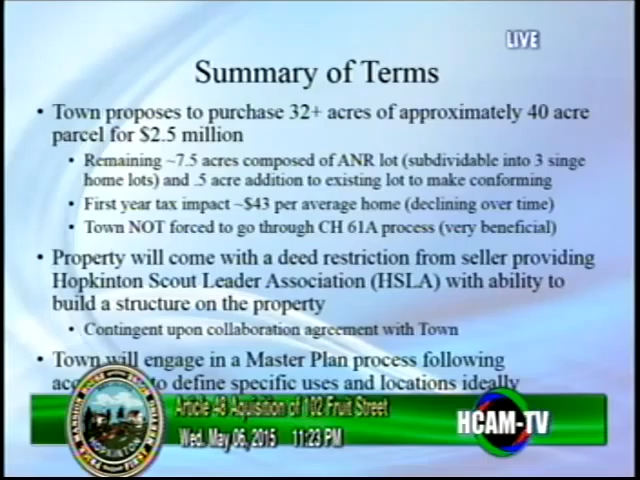 LIVE
Summary of Terms
• Town proposes to purchase 32+ acres of approximately 40 acre
parcel for $2.5 million
• Remaining ~7.5 acres composed of ANR lot (subdividable into 3 singe
home lots) and .5 acre addition to existing lot to make conforming
• First year tax impact ~$43 per average home (declining over time)
• Town NOT forced to go through CH 61A process (very beneficial)
• Property will come with a deed restriction from seller providing
Hopkinton Scout Leader Association (HSLA) with ability to
build a structure on the property
• Contingent upon collaboration agreement with Town
• Town will engage in a Master Plan process following
to define specific uses and locations ideally
Article 48 Aquisition of 102 Fruit Street
Wed. May 06, 2015 11:23 PM
HOPKINTON
HCAM-TV